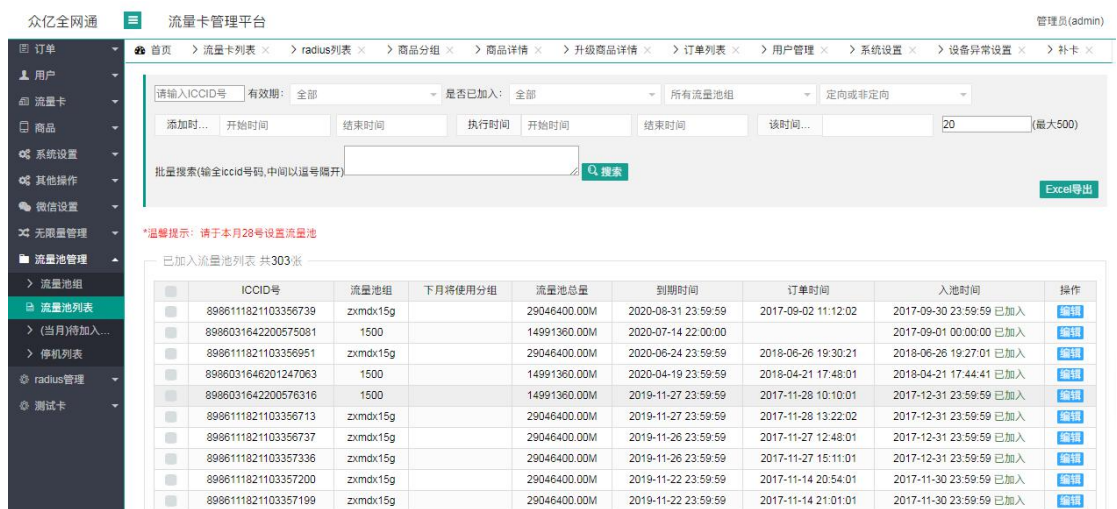 众亿全网通 流量卡管理平台 管理员(admin)
订单 首页 流量卡列表 × radius列表 × 商品分组 × 商品详情 × 升级商品详情 × 订单列表 × 用户管理 × 系统设置 × 设备异常设置 × 补卡 ×
用户
流量卡
商品
系统设置
其他操作
微信设置
无限量管理
流量池管理
流量池组
流量池列表
(当月)待加入...
停机列表
radius管理
测试卡
请输入ICCID号 有效期: 全部 是否已加入: 全部 所有流量池组 定向或非定向
添加时... 开始时间 结束时间 执行时间 开始时间 结束时间 该时间... 20 (最大500)
批量搜索(输全iccid号码,中间以逗号隔开) 搜索
Excel导出
*温馨提示：请于本月28号设置流量池
已加入流量池列表 共303张
ICCID号 流量池组 下月将使用分组 流量池总量 到期时间 订单时间 入池时间 操作
8986111821103356739 zxmdx15g 29046400.00M 2020-08-31 23:59:59 2017-09-02 11:12:02 2017-09-30 23:59:59 已加入 编辑
8986031642200575081 1500 14991360.00M 2020-07-14 22:00:00 2017-09-01 00:00:00 已加入 编辑
8986111821103356951 zxmdx15g 29046400.00M 2020-06-24 23:59:59 2018-06-26 19:30:21 2018-06-26 19:27:01 已加入 编辑
8986031646201247063 1500 14991360.00M 2020-04-19 23:59:59 2018-04-21 17:48:01 2018-04-21 17:44:41 已加入 编辑
8986031642200576316 1500 14991360.00M 2019-11-27 23:59:59 2017-11-28 10:10:01 2017-12-31 23:59:59 已加入 编辑
8986111821103356713 zxmdx15g 29046400.00M 2019-11-27 23:59:59 2017-11-28 13:22:02 2017-12-31 23:59:59 已加入 编辑
8986111821103356737 zxmdx15g 29046400.00M 2019-11-26 23:59:59 2017-11-27 12:48:01 2017-12-31 23:59:59 已加入 编辑
8986111821103357336 zxmdx15g 29046400.00M 2019-11-26 23:59:59 2017-11-27 15:11:01 2017-12-31 23:59:59 已加入 编辑
8986111821103357200 zxmdx15g 29046400.00M 2019-11-22 23:59:59 2017-11-14 20:54:01 2017-11-30 23:59:59 已加入 编辑
8986111821103357199 zxmdx15g 29046400.00M 2019-11-22 23:59:59 2017-11-14 21:01:01 2017-11-30 23:59:59 已加入 编辑